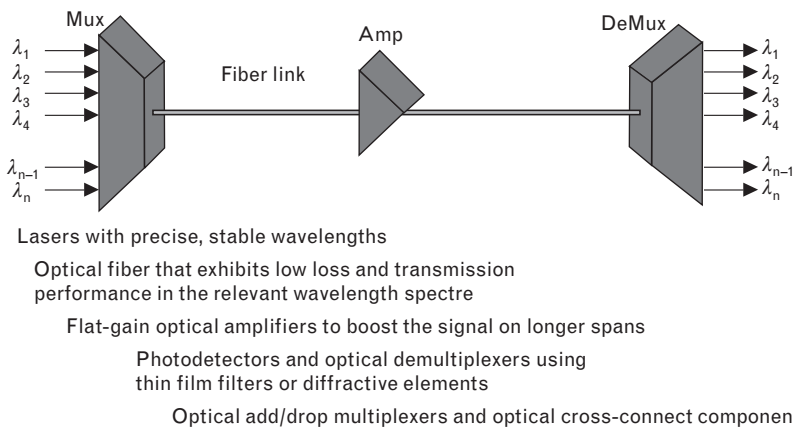 Mux
Amp
DeMux
Fiber link
λ1
λ2
λ3
λ4
λn–1
λn
λ1
λ2
λ3
λ4
λn–1
λn
Lasers with precise, stable wavelengths
Optical fiber that exhibits low loss and transmission
performance in the relevant wavelength spectre
Flat-gain optical amplifiers to boost the signal on longer spans
Photodetectors and optical demultiplexers using
thin film filters or diffractive elements
Optical add/drop multiplexers and optical cross-connect componen